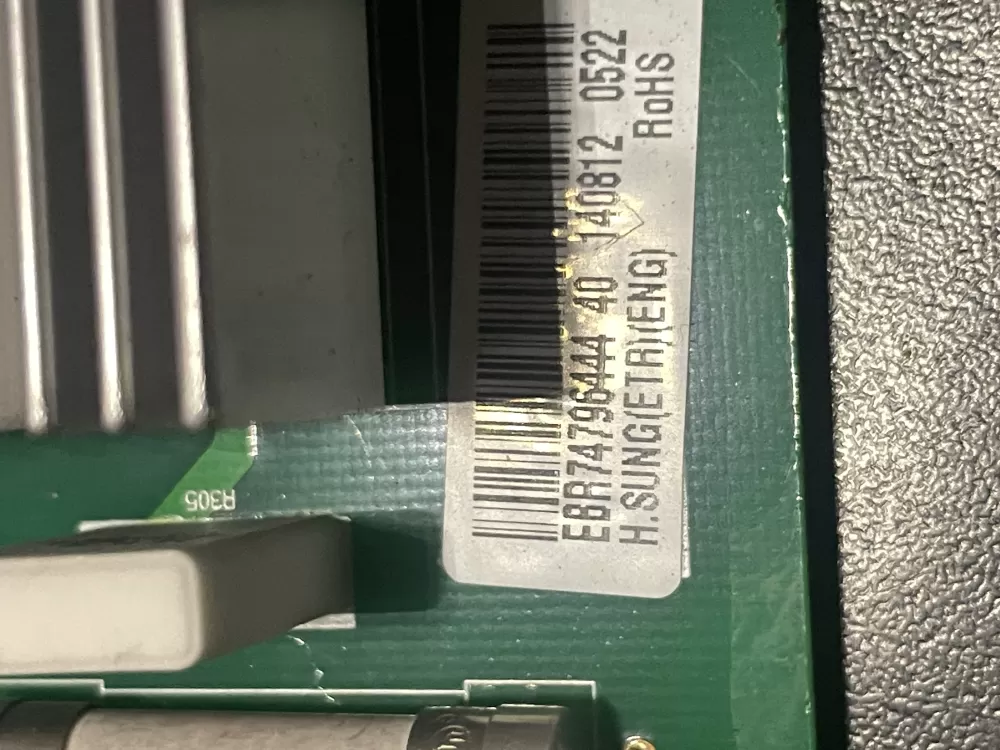 EBR74796444 40 140812 0522
H.SUNG(ETR)(ENG) RoHS
R305